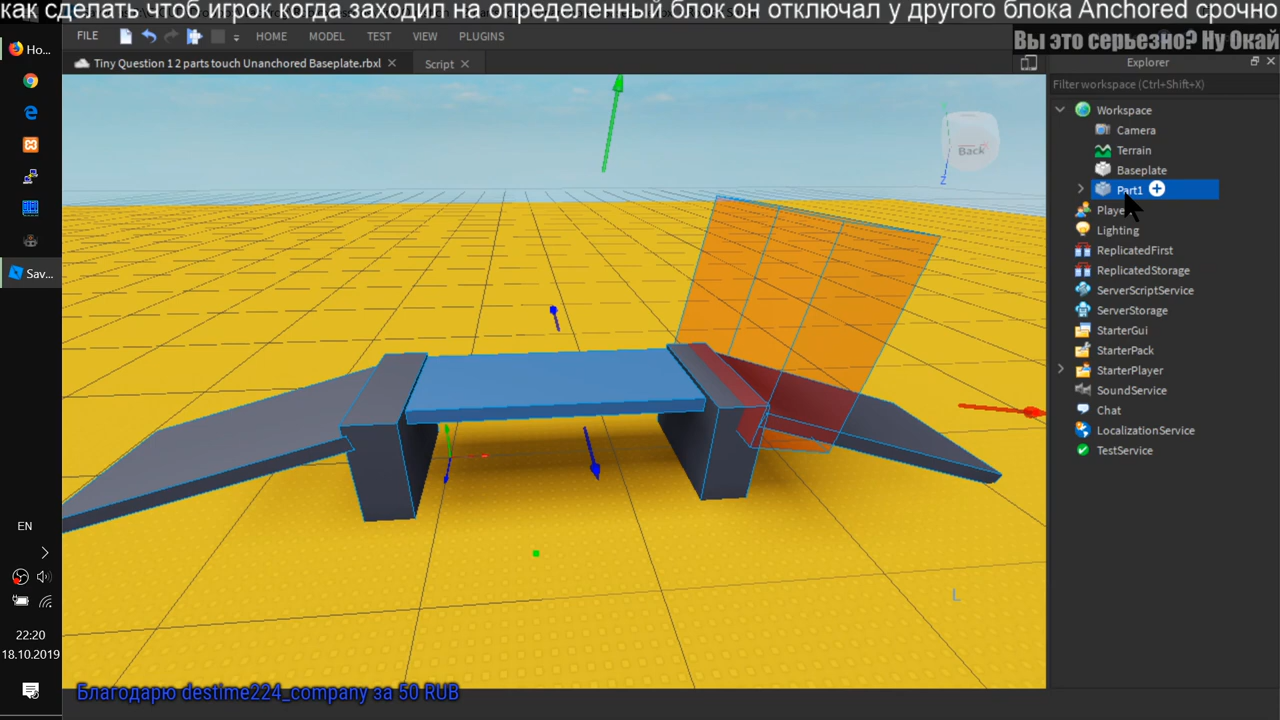 как сделать чтоб игрок когда заходил на определенный блок он отключал у другого блока Anchored срочно
Вы это серьезно? Ну Окай
FILE HOME MODEL TEST VIEW PLUGINS
Ho...
Tiny Question 1 2 parts touch Unanchored Baseplate.rbxl
Script
Explorer
Filter workspace (Ctrl+Shift+X)
Workspace
Camera
Terrain
Baseplate
Part1
Playe
Lighting
ReplicatedFirst
ReplicatedStorage
ServerScriptService
ServerStorage
StarterGui
StarterPack
StarterPlayer
SoundService
Chat
LocalizationService
TestService
Back
Z
L
Sav...
EN
22:20
18.10.2019
Благодарю destime224_company за 50 RUB